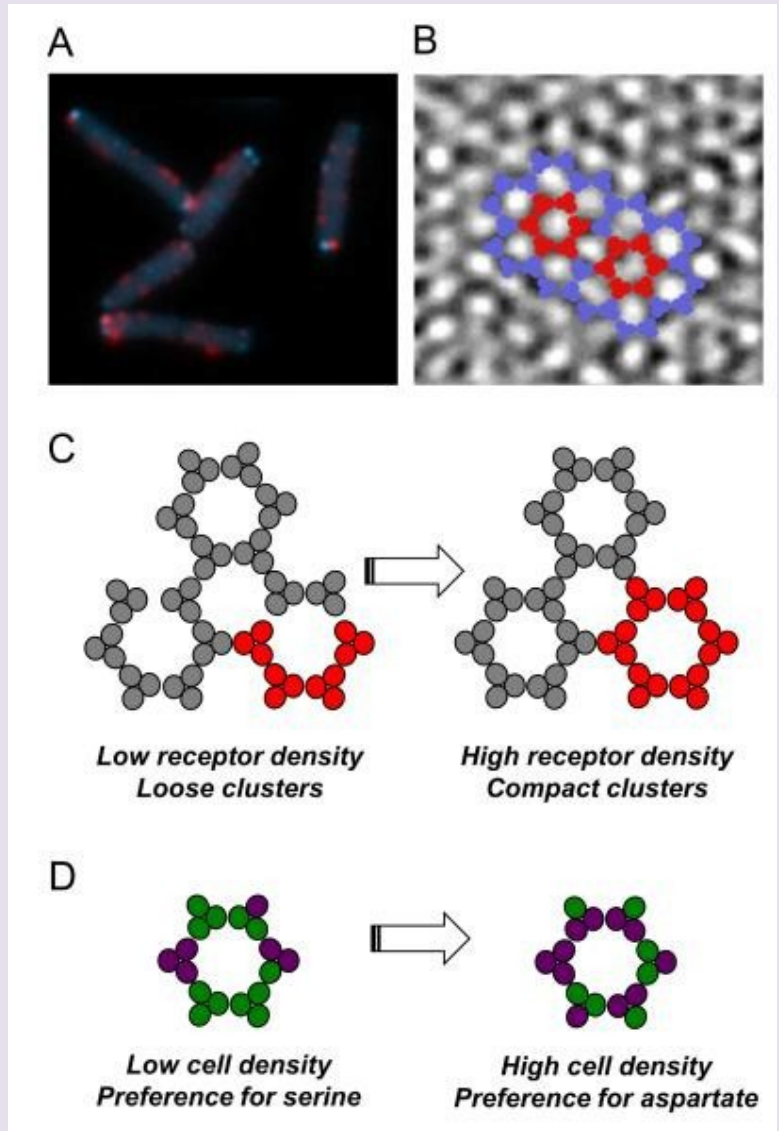 A
B
C
Low receptor density
Loose clusters
High receptor density
Compact clusters
D
Low cell density
Preference for serine
High cell density
Preference for aspartate